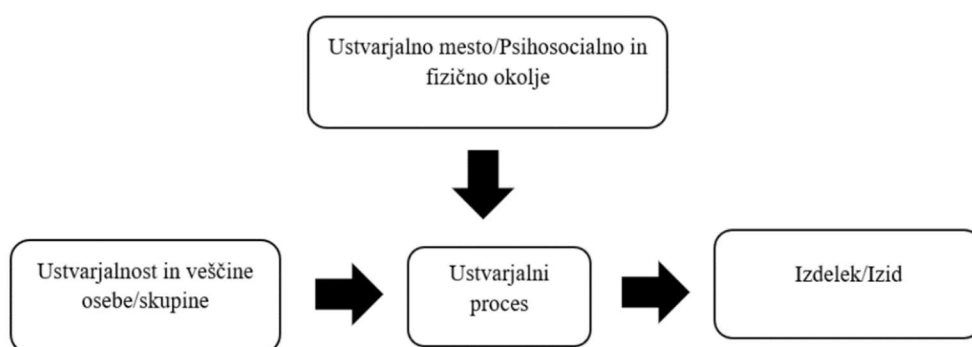 Ustvarjalno mesto/Psihosocialno in
fizično okolje
Ustvarjalnost in veščine
osebe/skupine
Ustvarjalni
proces
Izdelek/Izid